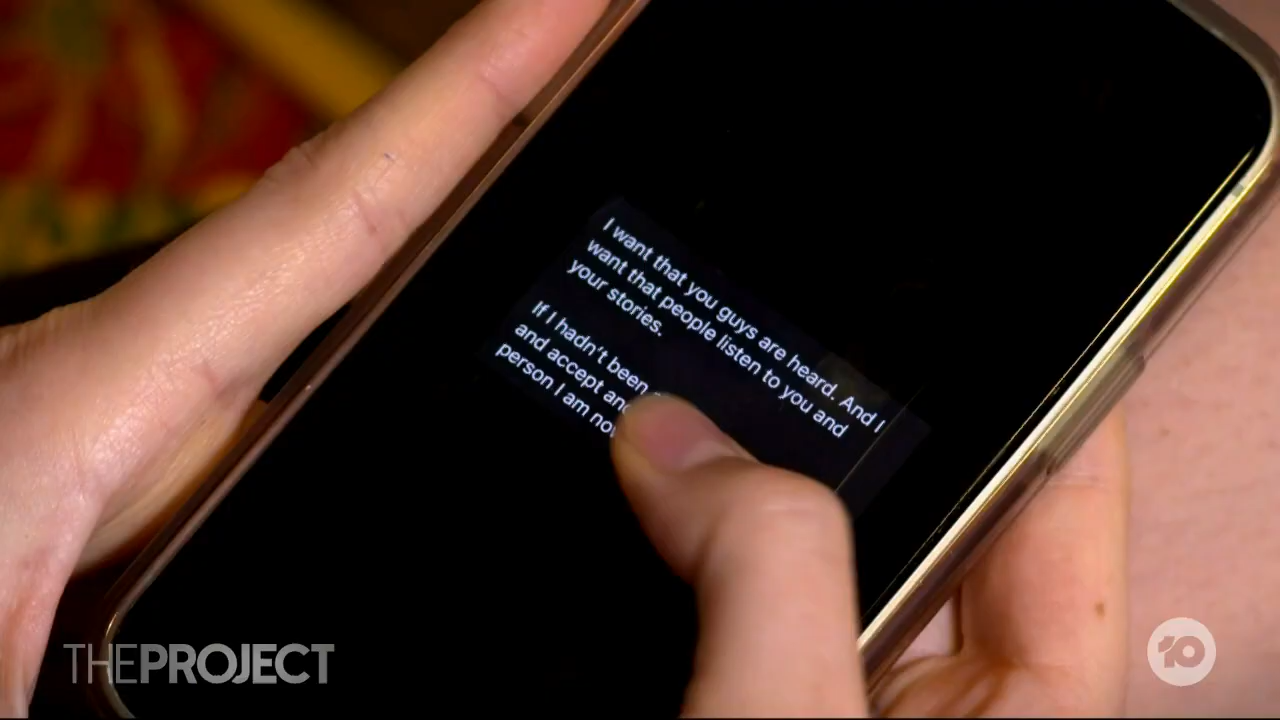 I want that you guys are heard. And I
want that people listen to you and
your stories.
If I hadn't been
and accept and
person I am now
THEPROJECT
10